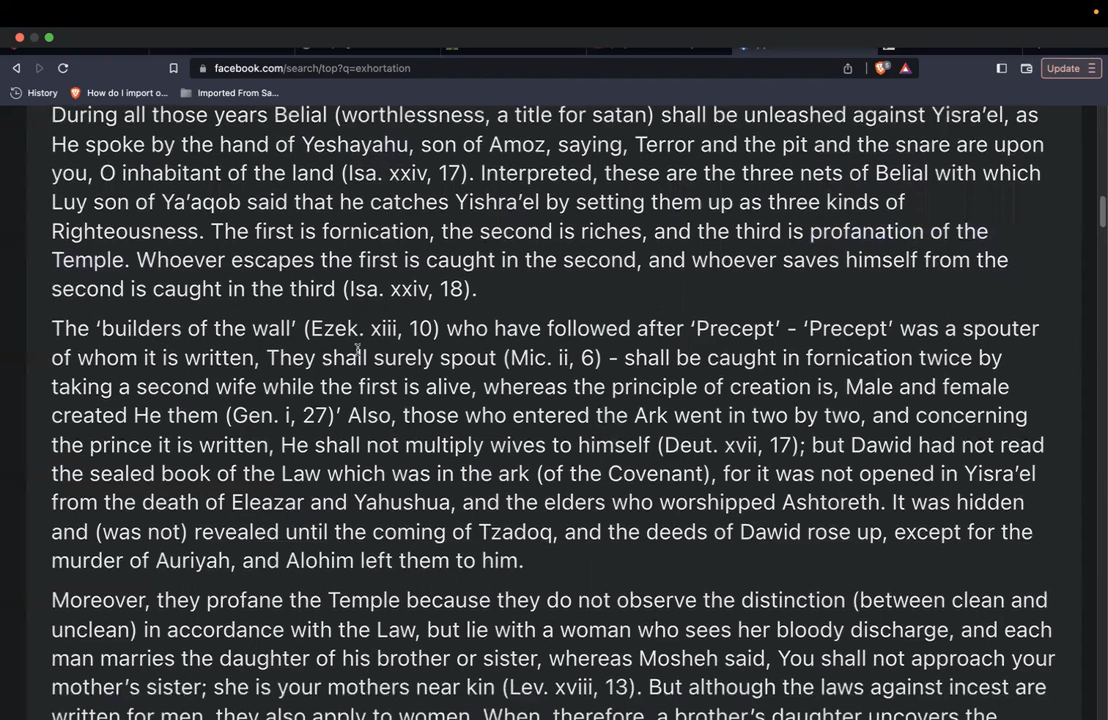 facebook.com/search/top?q=exhortation
5
Update
History
How do I import o...
Imported From Sa...
During all those years Belial (worthlessness, a title for satan) shall be unleashed against Yisra’el, as
He spoke by the hand of Yeshayahu, son of Amoz, saying, Terror and the pit and the snare are upon
you, O inhabitant of the land (Isa. xxiv, 17). Interpreted, these are the three nets of Belial with which
Luy son of Ya’aqob said that he catches Yishra’el by setting them up as three kinds of
Righteousness. The first is fornication, the second is riches, and the third is profanation of the
Temple. Whoever escapes the first is caught in the second, and whoever saves himself from the
second is caught in the third (Isa. xxiv, 18).
The ‘builders of the wall’ (Ezek. xiii, 10) who have followed after ‘Precept’ - ‘Precept’ was a spouter
of whom it is written, They shall surely spout (Mic. ii, 6) - shall be caught in fornication twice by
taking a second wife while the first is alive, whereas the principle of creation is, Male and female
created He them (Gen. i, 27)’ Also, those who entered the Ark went in two by two, and concerning
the prince it is written, He shall not multiply wives to himself (Deut. xvii, 17); but Dawid had not read
the sealed book of the Law which was in the ark (of the Covenant), for it was not opened in Yisra’el
from the death of Eleazar and Yahushua, and the elders who worshipped Ashtoreth. It was hidden
and (was not) revealed until the coming of Tzadoq, and the deeds of Dawid rose up, except for the
murder of Auriyah, and Alohim left them to him.
Moreover, they profane the Temple because they do not observe the distinction (between clean and
unclean) in accordance with the Law, but lie with a woman who sees her bloody discharge, and each
man marries the daughter of his brother or sister, whereas Mosheh said, You shall not approach your
mother’s sister; she is your mothers near kin (Lev. xviii, 13). But although the laws against incest are
written for men, they also apply to women. When, therefore, a brother’s daughter uncovers the